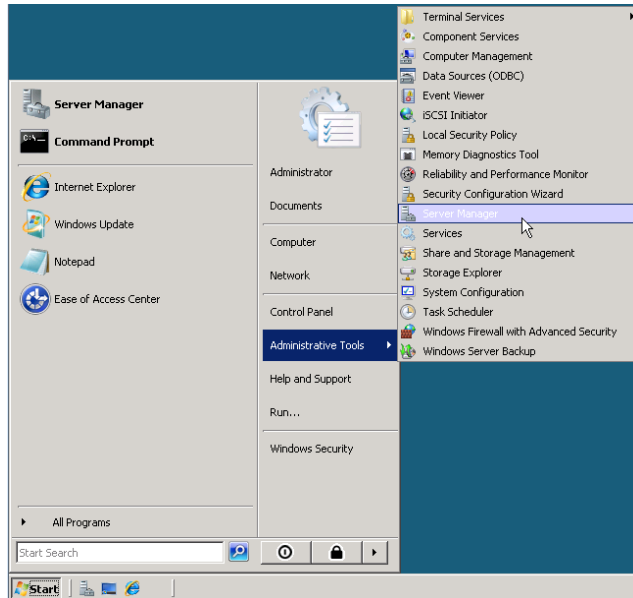 Server Manager
Command Prompt
Internet Explorer
Windows Update
Notepad
Ease of Access Center
All Programs
Start Search
Start
Administrator
Documents
Computer
Network
Control Panel
Administrative Tools
Help and Support
Run...
Windows Security
Terminal Services
Component Services
Computer Management
Data Sources (ODBC)
Event Viewer
iSCSI Initiator
Local Security Policy
Memory Diagnostics Tool
Reliability and Performance Monitor
Security Configuration Wizard
Server Manager
Services
Share and Storage Management
Storage Explorer
System Configuration
Task Scheduler
Windows Firewall with Advanced Security
Windows Server Backup